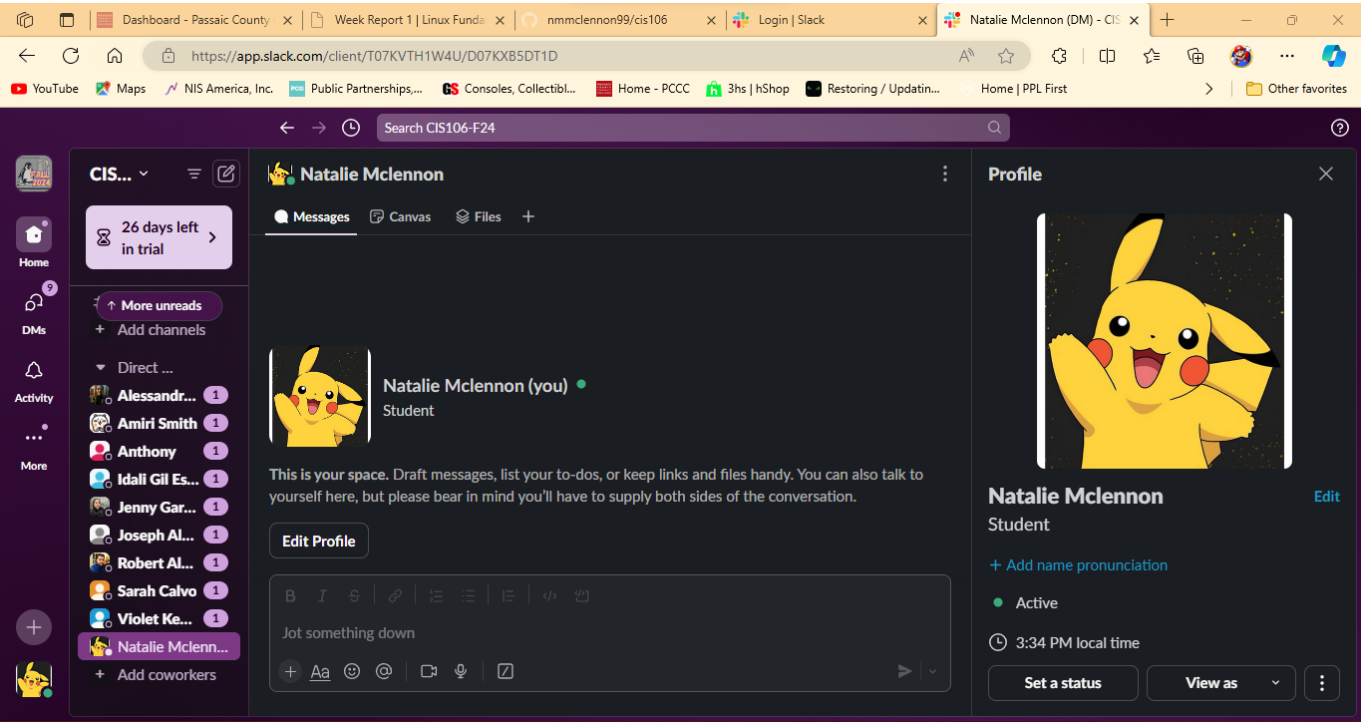 Dashboard - Passaic County
Week Report 1 | Linux Funda
nmmclennon99/cis106
Login | Slack
Natalie Mclennon (DM) - CIS
https://app.slack.com/client/T07KVTH1W4U/D07KXB5DT1D
YouTube
Maps
NIS America, Inc.
Public Partnerships,...
Consoles, Collectibl...
Home - PCCC
3hs | hShop
Restoring / Updatin...
Home | PPL First
Other favorites
Search CIS106-F24
FALL
2024
Home
9
DMs
Activity
More
CIS...
26 days left
in trial
↑ More unreads
+ Add channels
Direct ...
Alessandr... 1
Amiri Smith 1
Anthony 1
Idali Gil Es... 1
Jenny Gar... 1
Joseph Al... 1
Robert Al... 1
Sarah Calvo 1
Violet Ke... 1
Natalie Mclenn...
+ Add coworkers
Natalie Mclennon
Messages
Canvas
Files
+
Natalie Mclennon (you)
Student
This is your space. Draft messages, list your to-dos, or keep links and files handy. You can also talk to
yourself here, but please bear in mind you'll have to supply both sides of the conversation.
Edit Profile
B I S
Jot something down
+ Aa @
Profile
Natalie Mclennon Edit
Student
+ Add name pronunciation
Active
3:34 PM local time
Set a status
View as